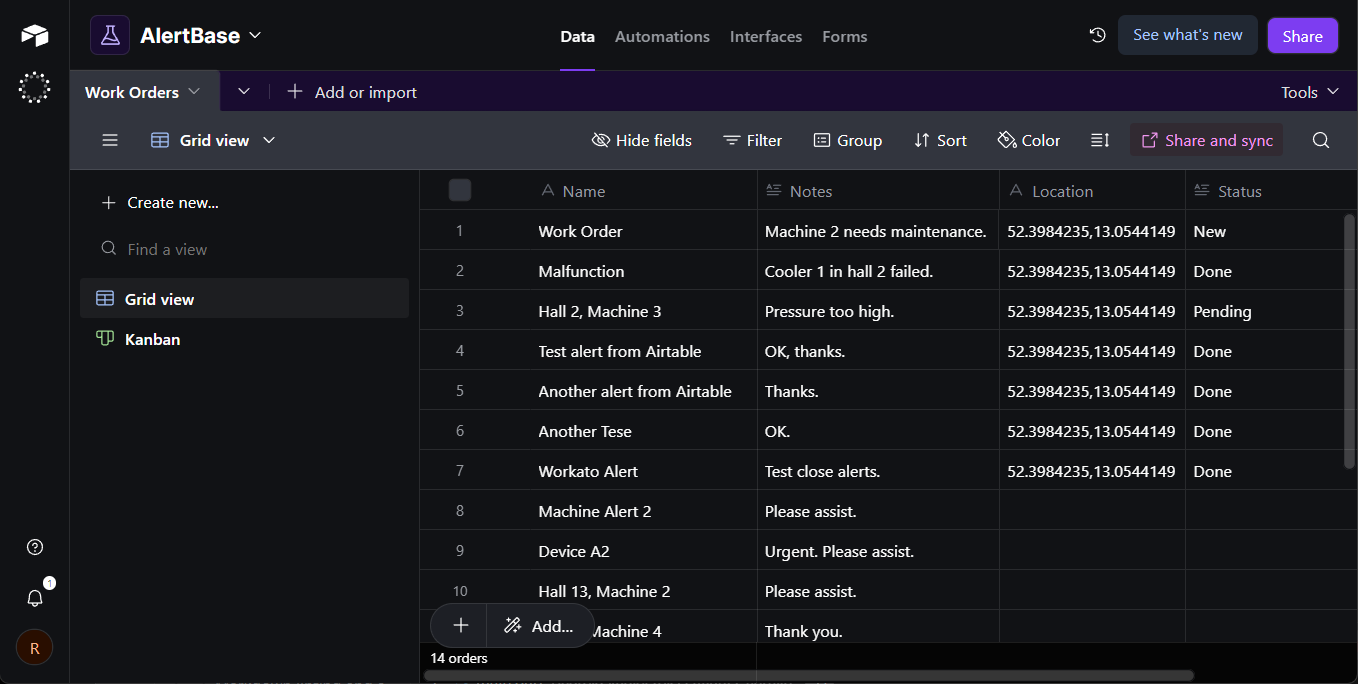 AlertBase
Data Automations Interfaces Forms
See what's new
Share
Work Orders
Add or import
Tools
Grid view
Hide fields
Filter
Group
Sort
Color
Share and sync
Create new...
Find a view
Grid view
Kanban
Name Notes Location Status
1 Work Order Machine 2 needs maintenance. 52.3984235,13.0544149 New
2 Malfunction Cooler 1 in hall 2 failed. 52.3984235,13.0544149 Done
3 Hall 2, Machine 3 Pressure too high. 52.3984235,13.0544149 Pending
4 Test alert from Airtable OK, thanks. 52.3984235,13.0544149 Done
5 Another alert from Airtable Thanks. 52.3984235,13.0544149 Done
6 Another Tese OK. 52.3984235,13.0544149 Done
7 Workato Alert Test close alerts. 52.3984235,13.0544149 Done
8 Machine Alert 2 Please assist.
9 Device A2 Urgent. Please assist.
10 Hall 13, Machine 2 Please assist.
Machine 4 Thank you.
Add...
14 orders
1
R